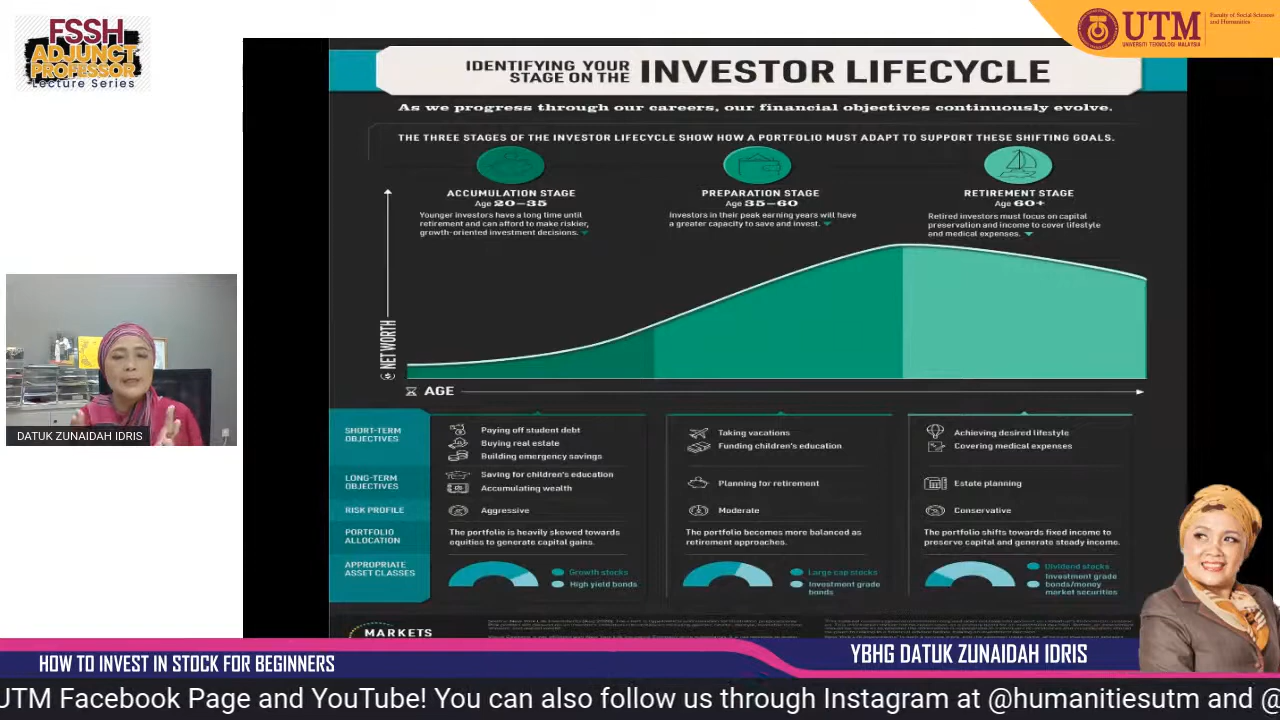 FSSH
ADJUNCT
PROFESSOR
Lecture Series
UTM
UNIVERSITI TEKNOLOGI MALAYSIA
Faculty of Social Sciences
and Humanities
IDENTIFYING YOUR
STAGE ON THE
INVESTOR LIFECYCLE
As we progress through our careers, our financial objectives continuously evolve.
THE THREE STAGES OF THE INVESTOR LIFECYCLE SHOW HOW A PORTFOLIO MUST ADAPT TO SUPPORT THESE SHIFTING GOALS.
ACCUMULATION STAGE
Age 20–35
Younger investors have a long time until
retirement and can afford to make riskier,
growth-oriented investment decisions.
PREPARATION STAGE
Age 35–60
Investors in their peak earning years will have
a greater capacity to save and invest.
RETIREMENT STAGE
Age 60+
Retired investors must focus on capital
preservation and income to cover lifestyle
and medical expenses.
NET WORTH
AGE
SHORT-TERM
OBJECTIVES
Paying off student debt
Buying real estate
Building emergency savings
Taking vacations
Funding children's education
Achieving desired lifestyle
Covering medical expenses
LONG-TERM
OBJECTIVES
Saving for children's education
Accumulating wealth
Planning for retirement
Estate planning
RISK PROFILE
Aggressive
Moderate
Conservative
PORTFOLIO
ALLOCATION
The portfolio is heavily skewed towards
equities to generate capital gains.
The portfolio becomes more balanced as
retirement approaches.
The portfolio shifts towards fixed income to
preserve capital and generate steady income.
APPROPRIATE
ASSET CLASSES
Growth stocks
High yield bonds
Large cap stocks
Investment grade
bonds
Dividend stocks
Investment grade
bonds/money
market securities
MARKETS
DATUK ZUNAIDAH IDRIS
HOW TO INVEST IN STOCK FOR BEGINNERS
YBHG DATUK ZUNAIDAH IDRIS
UTM Facebook Page and YouTube! You can also follow us through Instagram at @humanitiesutm and @